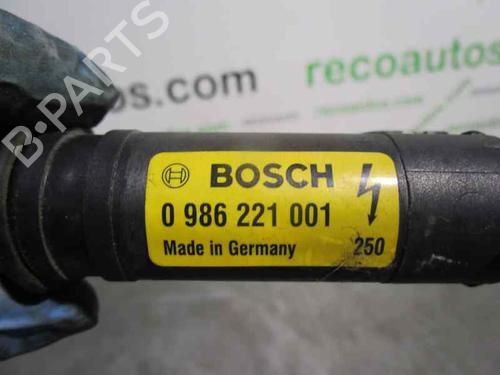 B-PARTS
recoautos
os.com
BOSCH
0 986 221 001
Made in Germany 250